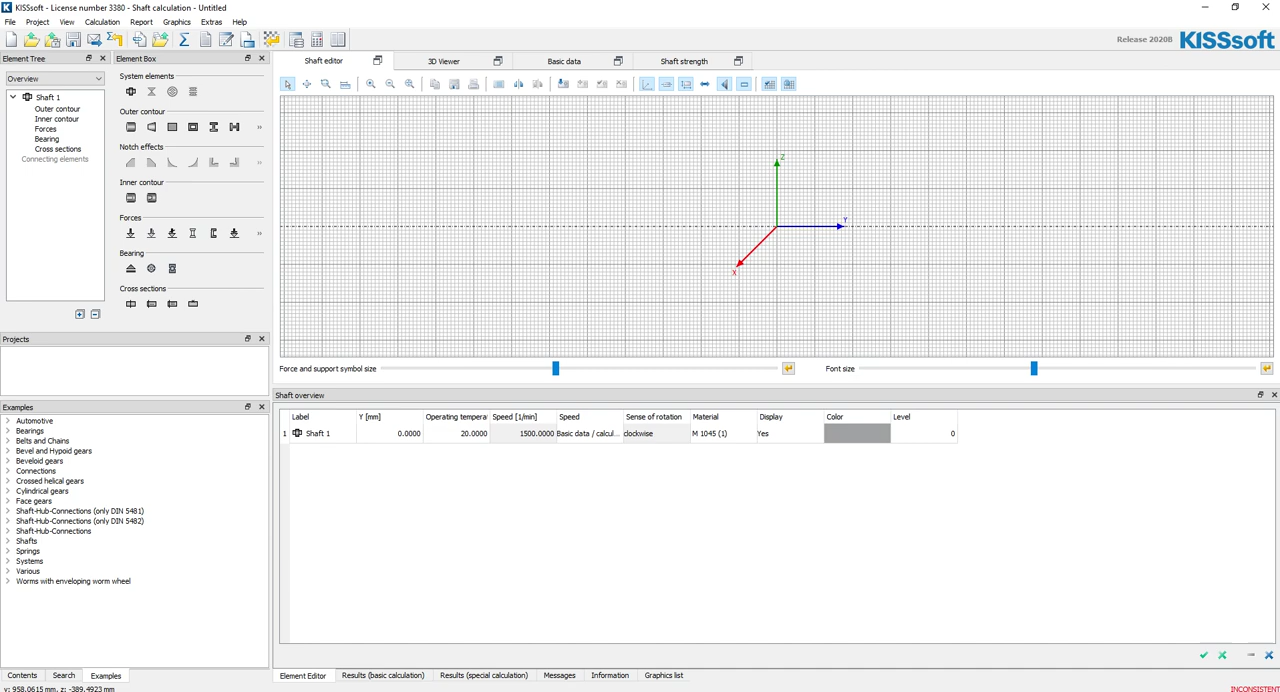 KISSsoft - License number 3380 - Shaft calculation - Untitled
File Project View Calculation Report Graphics Extras Help
Release 2020B KISSsoft
Element Tree
Overview
Shaft 1
Outer contour
Inner contour
Forces
Bearing
Cross sections
Connecting elements
Element Box
System elements
Outer contour
Notch effects
Inner contour
Forces
Bearing
Cross sections
Projects
Examples
Automotive
Bearings
Belts and Chains
Bevel and Hypoid gears
Beveloid gears
Connections
Crossed helical gears
Cylindrical gears
Face gears
Shaft-Hub-Connections (only DIN 5481)
Shaft-Hub-Connections (only DIN 5482)
Shaft-Hub-Connections
Shafts
Springs
Systems
Various
Worms with enveloping worm wheel
Contents Search Examples
Shaft editor 3D Viewer Basic data Shaft strength
Z
Y
X
Force and support symbol size Font size
Shaft overview
Label Y [mm] Operating temperat Speed [1/min] Speed Sense of rotation Material Display Color Level
1 Shaft 1 0.0000 20.0000 1500.0000 Basic data / calcul... clockwise M 1045 (1) Yes 0
Element Editor Results (basic calculation) Results (special calculation) Messages Information Graphics list
y: 958.0615 mm, z: -389.4923 mm INCONSISTENT